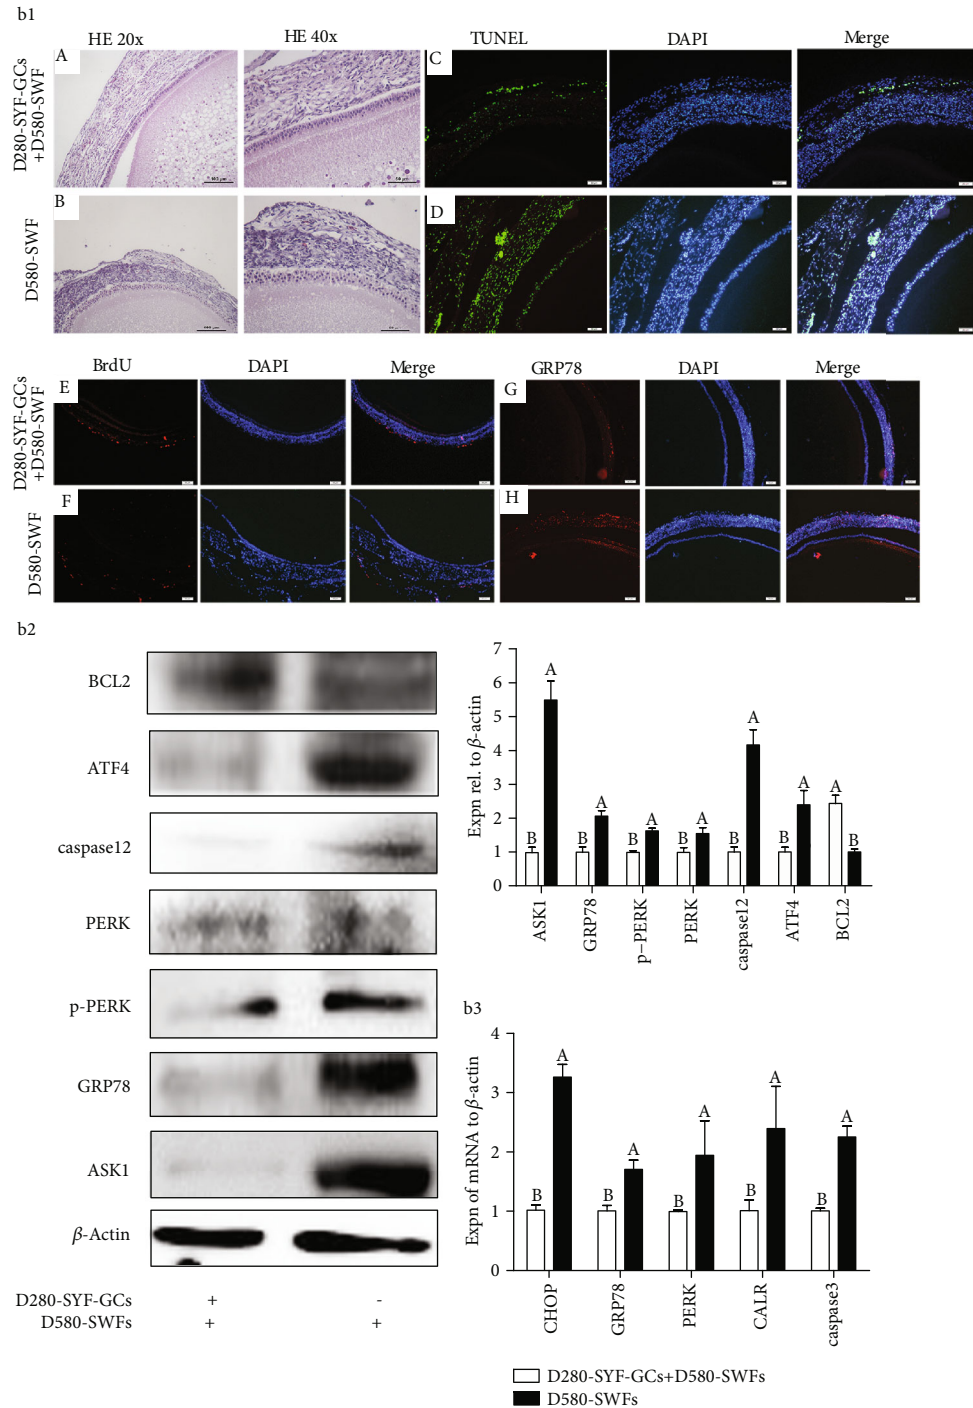 b1
HE 20x HE 40x TUNEL DAPI Merge
D280-SYF-GCs
+D580-SWF
A C
D580-SWF
B D
BrdU DAPI Merge GRP78 DAPI Merge
D280-SYF-GCs
+D580-SWF
E G
D580-SWF
F H
b2
BCL2
ATF4
caspase12
PERK
p-PERK
GRP78
ASK1
β-Actin
D280-SYF-GCs + -
D580-SWFs + +
Expn rel. to β-actin
7
6
5
4
3
2
1
0
B A B A B A B A B A B A A B
ASK1 GRP78 p-PERK PERK caspase12 ATF4 BCL2
b3
Expn of mRNA to β-actin
4
3
2
1
0
B A B A B A B A B A
CHOP GRP78 PERK CALR caspase3
D280-SYF-GCs+D580-SWFs
D580-SWFs